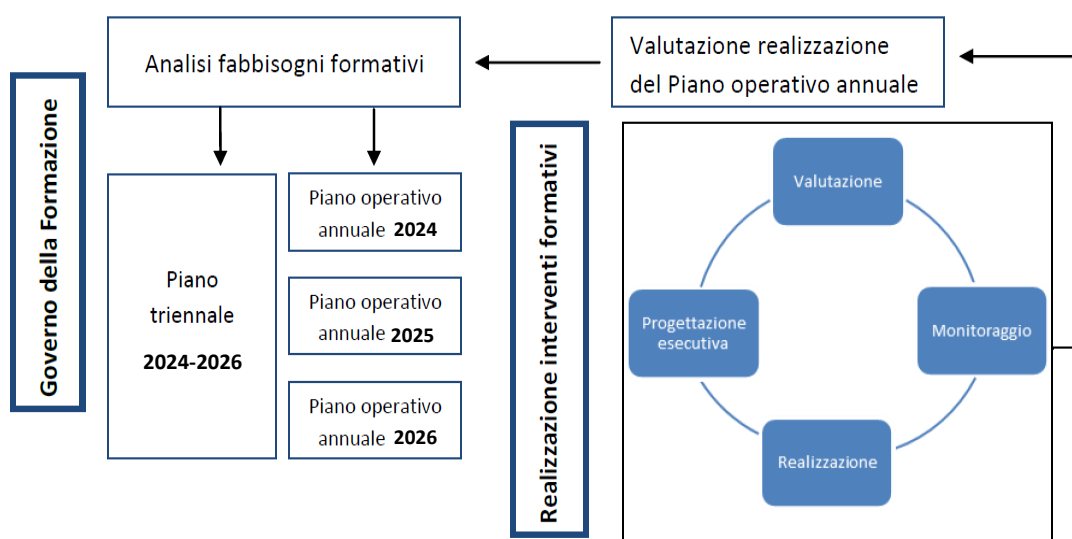 Governo della Formazione
Analisi fabbisogni formativi
Piano
triennale
2024-2026
Piano operativo
annuale 2024
Piano operativo
annuale 2025
Piano operativo
annuale 2026
Valutazione realizzazione
del Piano operativo annuale
Realizzazione interventi formativi
Valutazione
Progettazione
esecutiva
Monitoraggio
Realizzazione